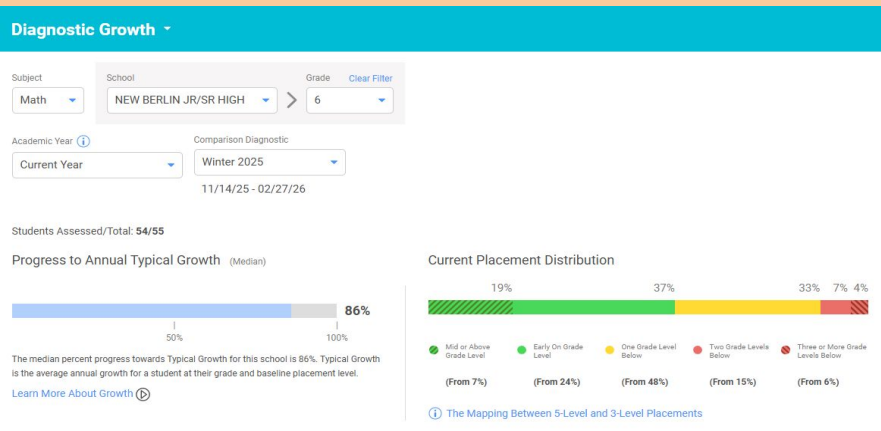 Diagnostic Growth
Subject School Grade Clear Filter
Math NEW BERLIN JR/SR HIGH 6
Academic Year Comparison Diagnostic
Current Year Winter 2025
11/14/25 - 02/27/26
Students Assessed/Total: 54/55
Progress to Annual Typical Growth (Median)
86%
50% 100%
The median percent progress towards Typical Growth for this school is 86%. Typical Growth
is the average annual growth for a student at their grade and baseline placement level.
Learn More About Growth
Current Placement Distribution
19% 37% 33% 7% 4%
Mid or Above
Grade Level
(From 7%)
Early On Grade
Level
(From 24%)
One Grade Level
Below
(From 48%)
Two Grade Levels
Below
(From 15%)
Three or More Grade
Levels Below
(From 6%)
The Mapping Between 5-Level and 3-Level Placements